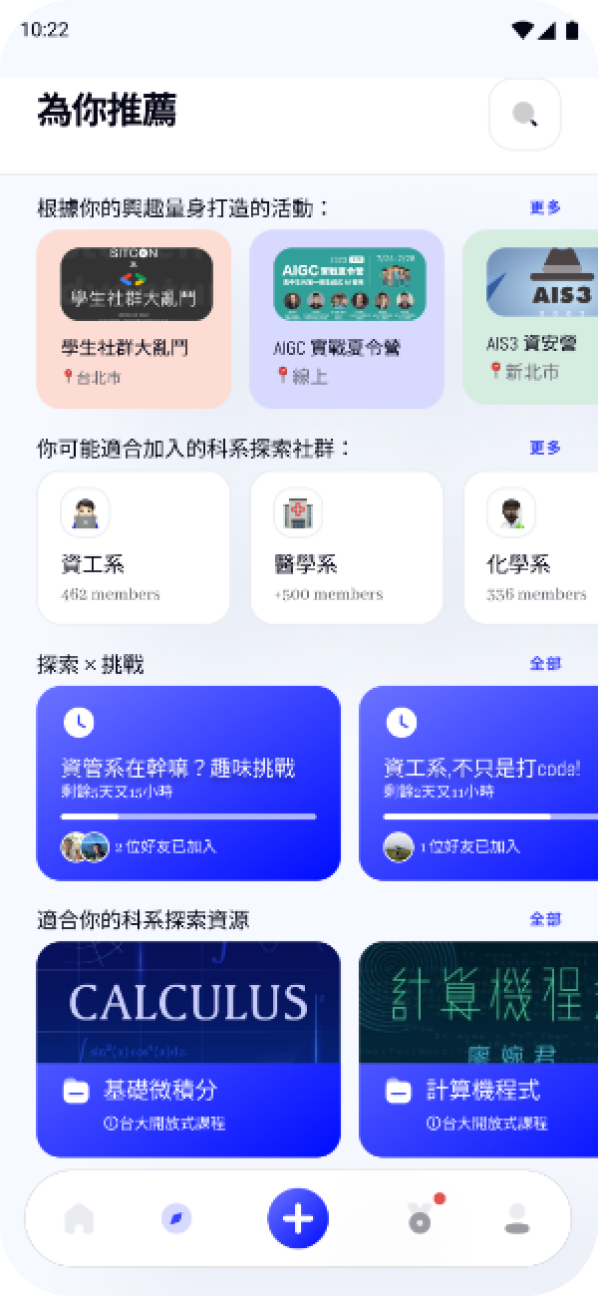 10:22
為你推薦
根據你的興趣量身打造的活動：
更多
SITCON
x
學生社群大亂鬥
AIGC 實戰夏令營
AIS3
學生社群大亂鬥
台北市
AIGC 實戰夏令營
線上
AIS3 資安營
新北市
你可能適合加入的科系探索社群：
更多
資工系
462 members
醫學系
+500 members
化學系
336 members
探索 × 挑戰
全部
資管系在幹嘛？趣味挑戰
剩餘5天又15小時
2 位好友已加入
資工系,不只是打code!
剩餘2天又11小時
1 位好友已加入
適合你的科系探索資源
全部
CALCULUS
計算機程
廖婉君
基礎微積分
台大開放式課程
計算機程式
台大開放式課程